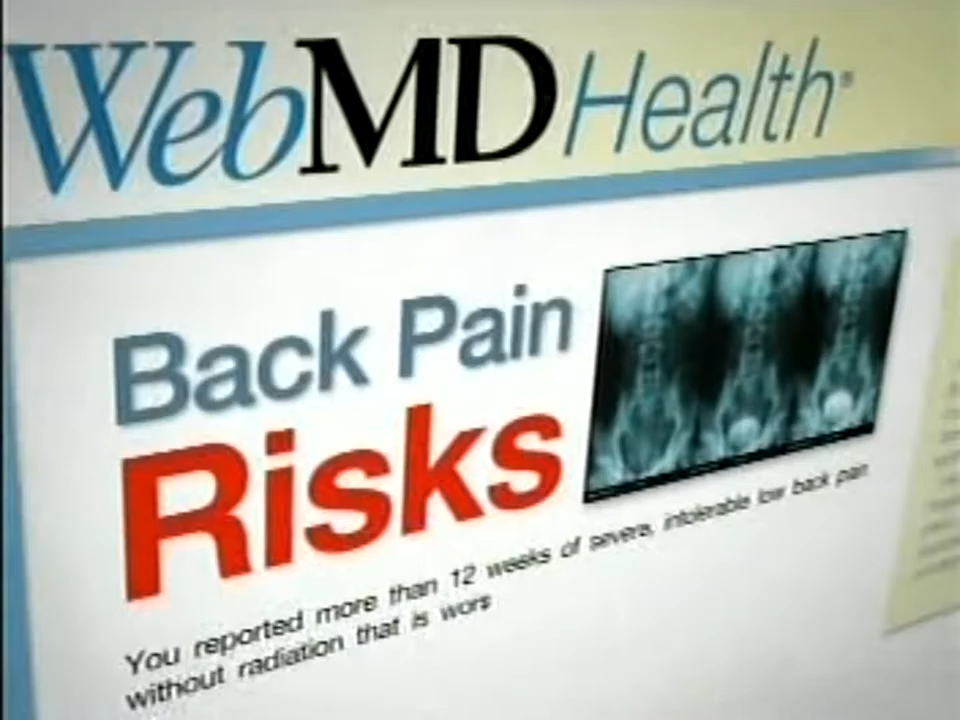 WebMD Health®
Back Pain
Risks
You reported more than 12 weeks of severe, intolerable low back pain
without radiation that is wors